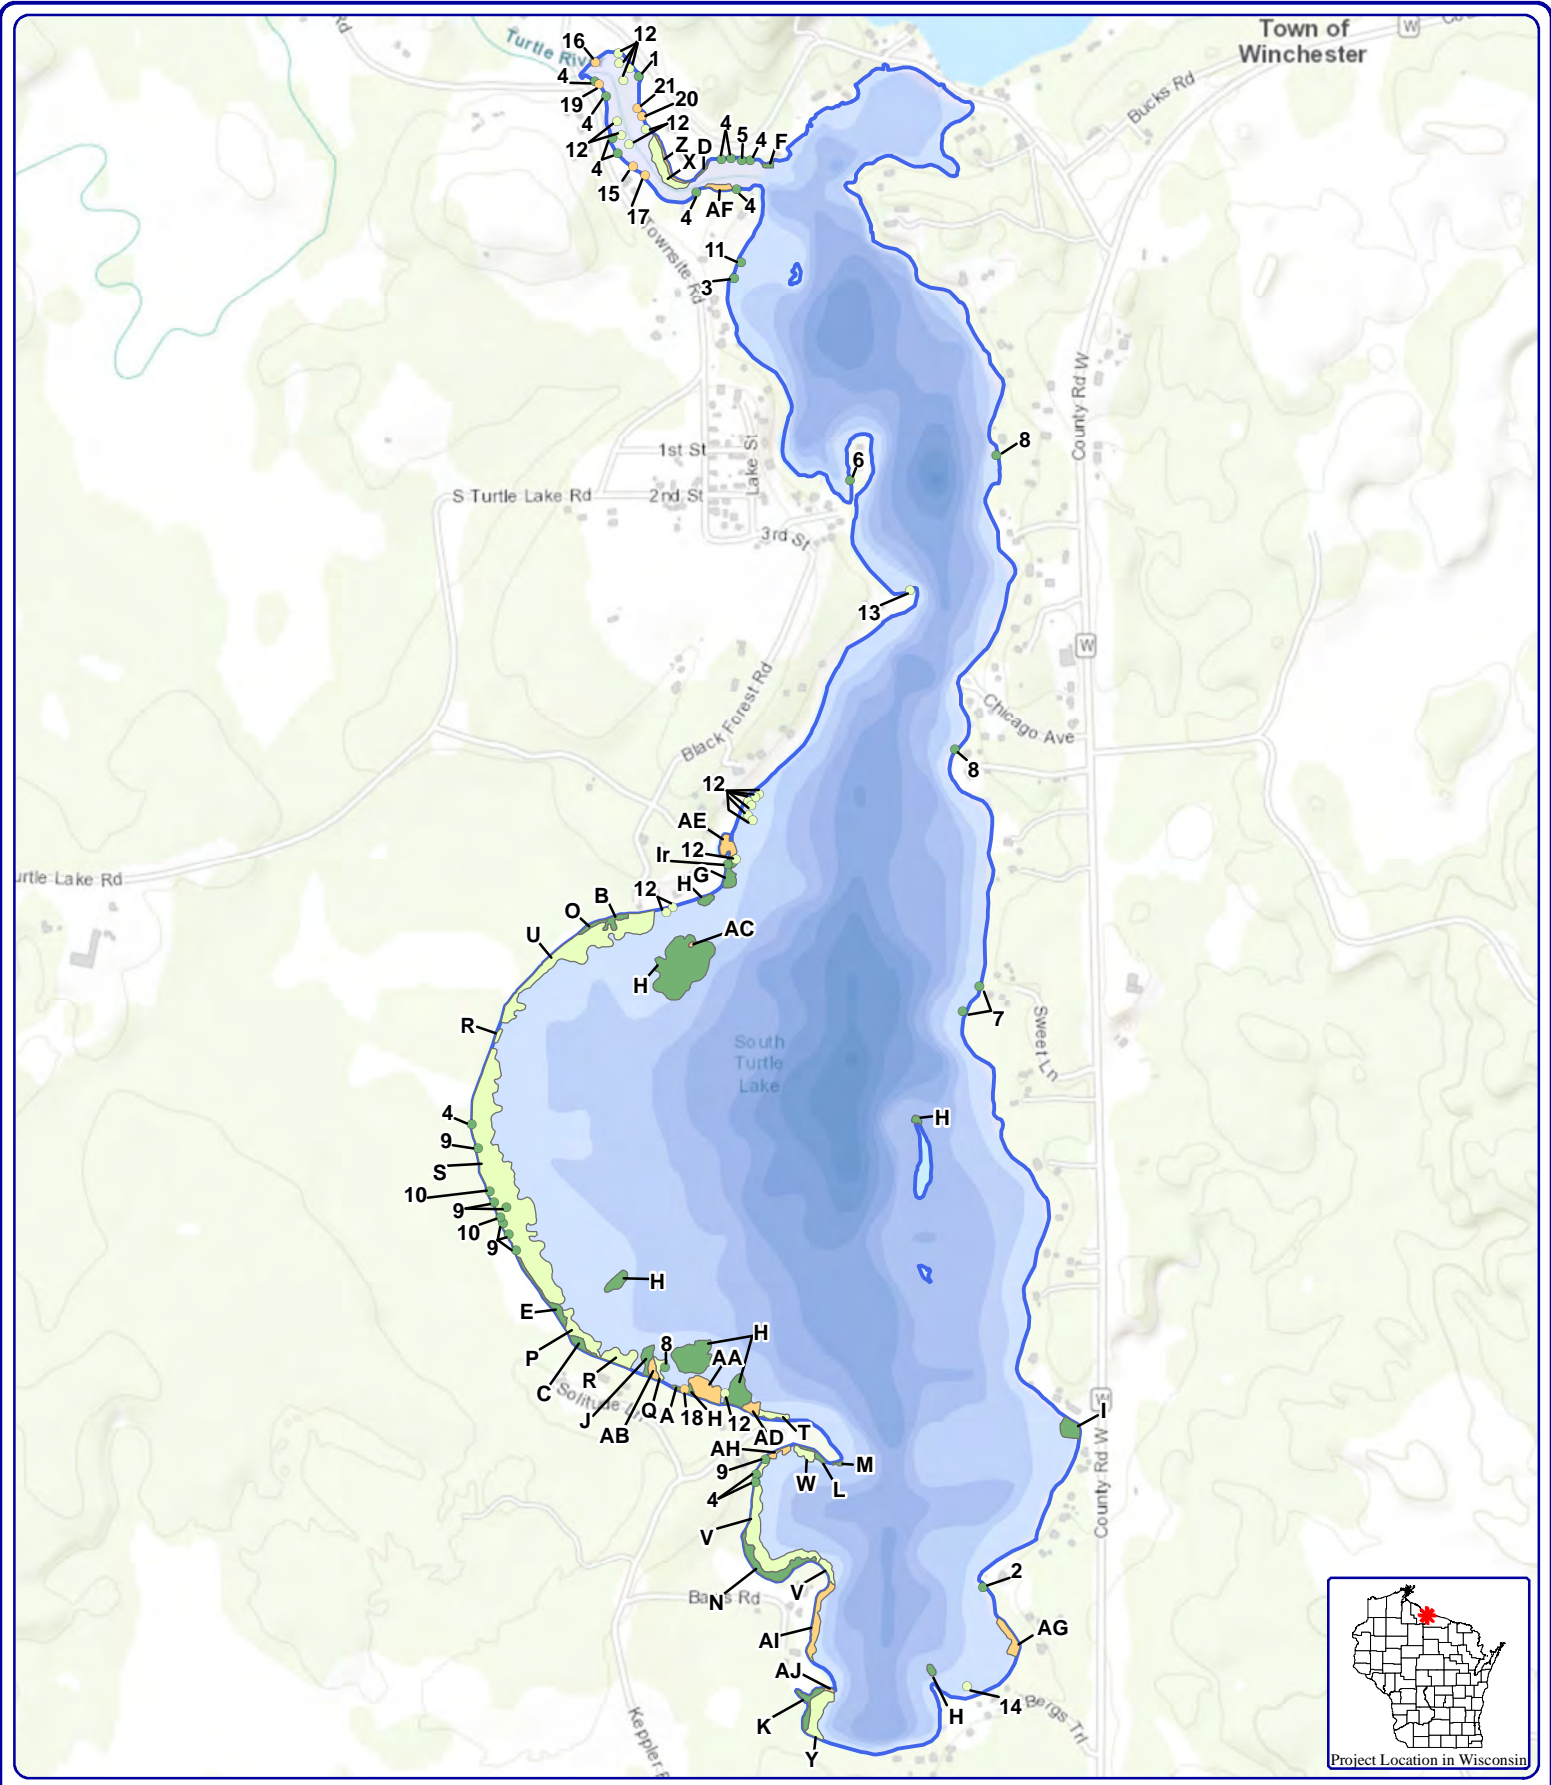 Town of
Winchester
W
Rd
Turtle River
Bucks Rd
16
12
1
4
19
4
21
20
12
12
4
15
17
Z
X
D
4
5
4
F
4
AF
4
Townsite Rd
11
3
County Rd W
8
1st St
Lake St
6
S Turtle Lake Rd
2nd St
3rd St
13
W
Black Forest Rd
Chicago Ave
8
12
AE
12
Ir
G
H
12
B
O
U
AC
H
urtle Lake Rd
R
7
South
Turtle
Lake
Sweet Ln
4
9
S
H
10
9
10
9
H
E
P
C
R
8
H
AA
J
AB
Q
A
18
H
12
AD
T
Solitude Ln
W
I
AH
9
4
W
L
M
County Rd W
V
N
V
2
AI
AG
AJ
K
Y
H
14
Bergs Trl
Keppler R
Project Location in Wisconsin